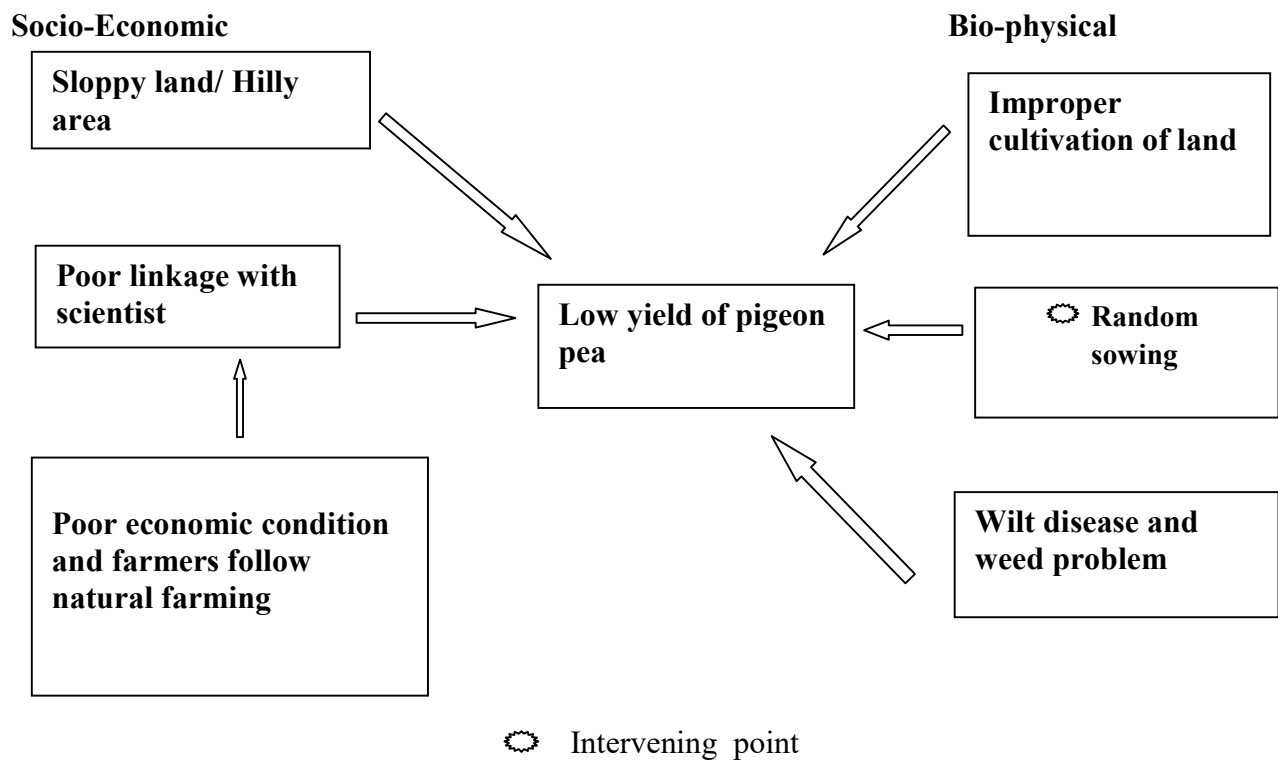 Socio-Economic
Bio-physical
Sloppy land/ Hilly
area
Improper
cultivation of land
Poor linkage with
scientist
Low yield of pigeon
pea
Random
sowing
Poor economic condition
and farmers follow
natural farming
Wilt disease and
weed problem
Intervening point